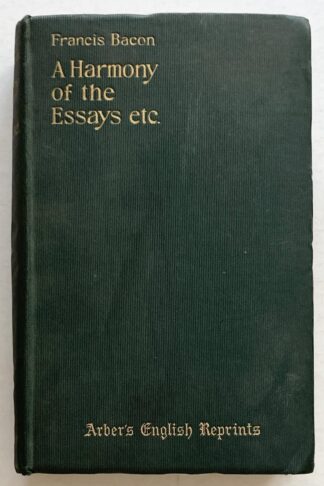 Francis Bacon
A Harmony
of the
Essays etc.
Arber's English Reprints